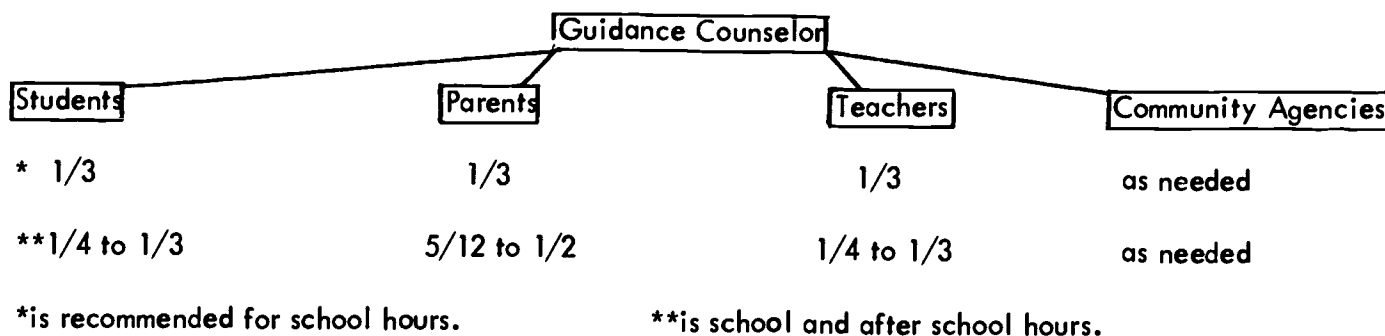 Guidance Counselor
Students Parents Teachers Community Agencies
* 1/3 1/3 1/3 as needed
**1/4 to 1/3 5/12 to 1/2 1/4 to 1/3 as needed
*is recommended for school hours. **is school and after school hours.